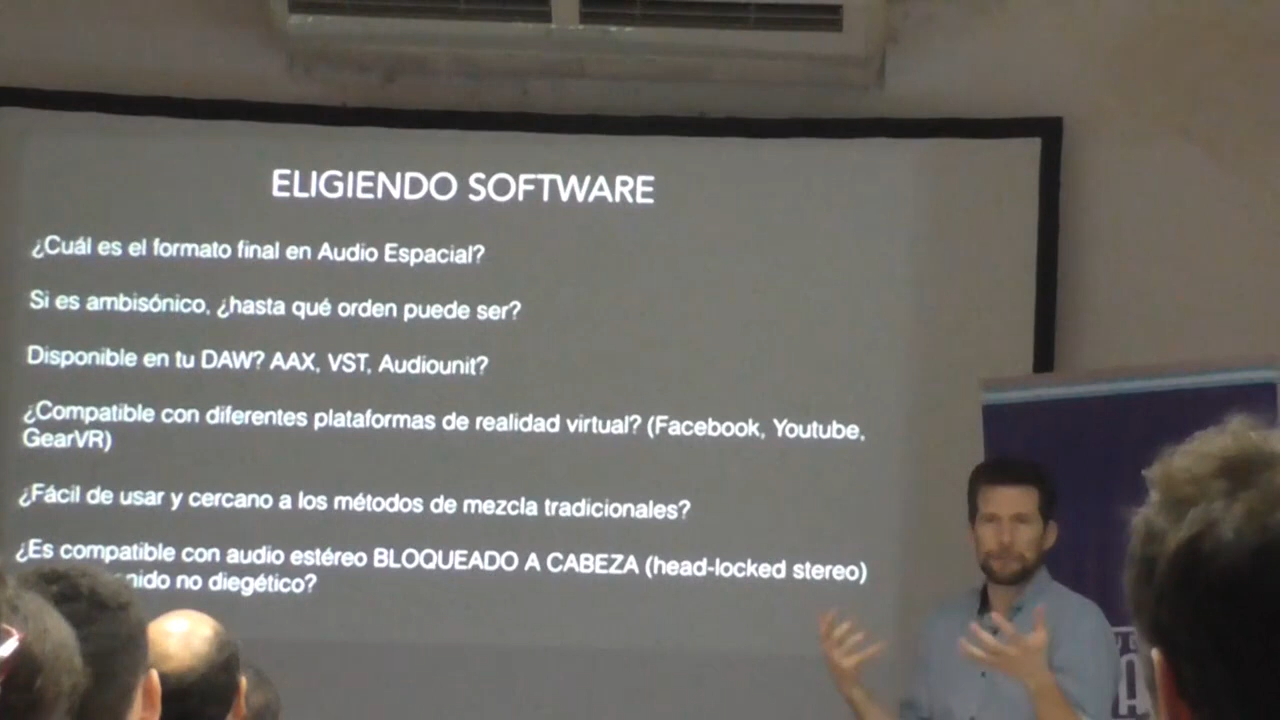 ELIGIENDO SOFTWARE
¿Cuál es el formato final en Audio Espacial?
Si es ambisónico, ¿hasta qué orden puede ser?
Disponible en tu DAW? AAX, VST, Audiounit?
¿Compatible con diferentes plataformas de realidad virtual? (Facebook, Youtube,
GearVR)
¿Fácil de usar y cercano a los métodos de mezcla tradicionales?
¿Es compatible con audio estéreo BLOQUEADO A CABEZA (head-locked stereo)
no diegético?